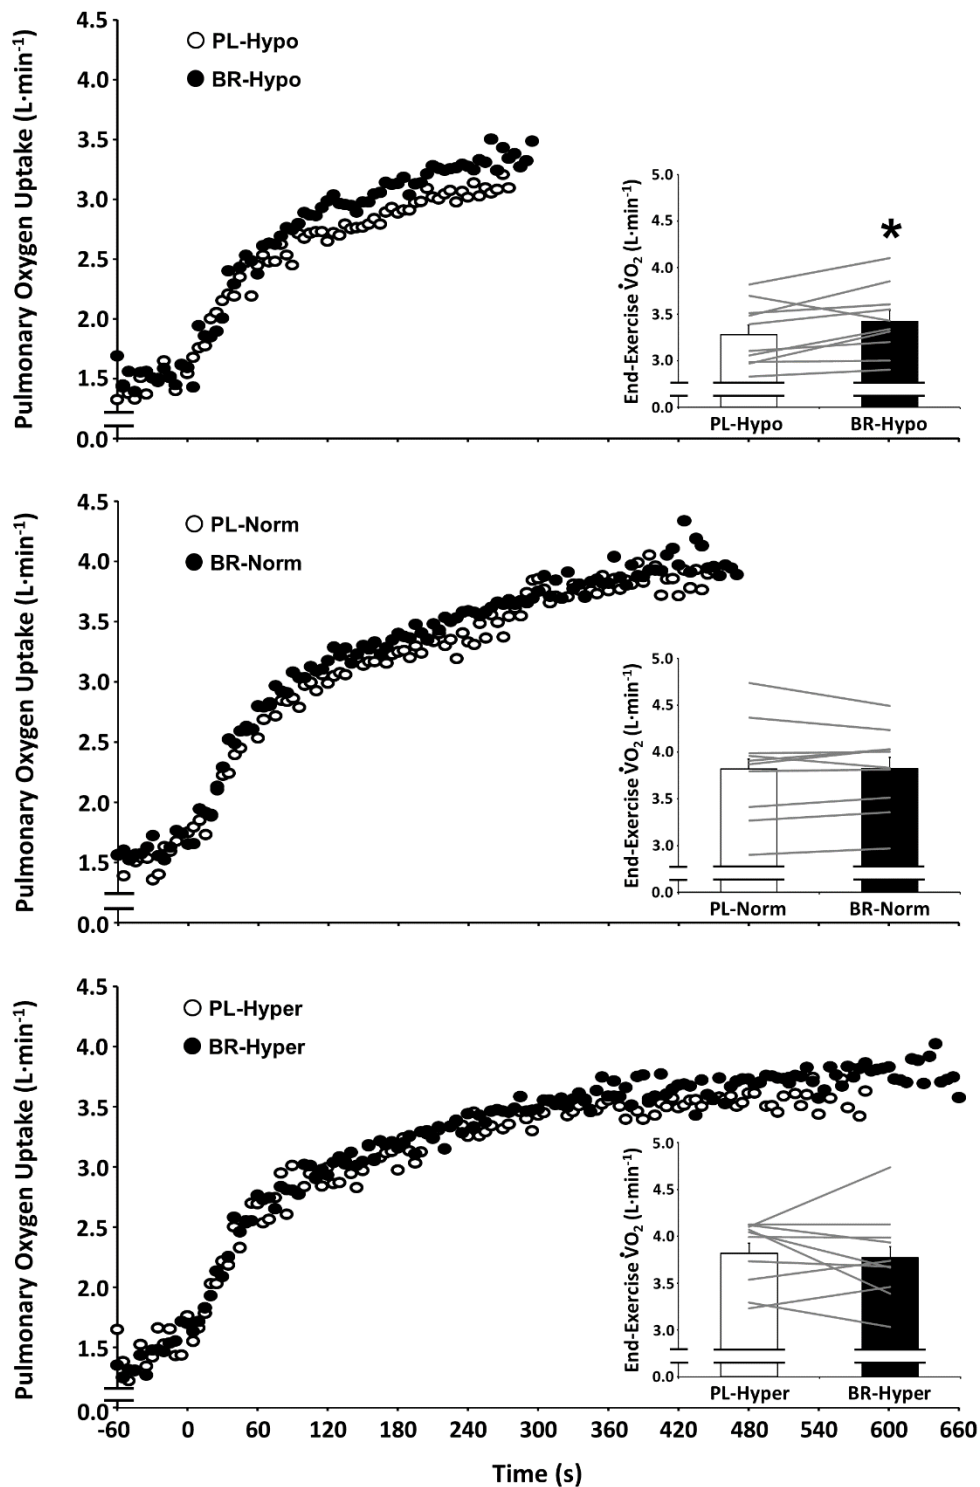 4.5
4.0
3.5
3.0
2.5
2.0
1.5
0.0
Pulmonary Oxygen Uptake (L·min⁻¹)
PL-Hypo
BR-Hypo
5.0
4.5
4.0
3.5
3.0
0.0
End-Exercise V̇O₂ (L·min⁻¹)
*
PL-Hypo BR-Hypo
4.5
4.0
3.5
3.0
2.5
2.0
1.5
0.0
Pulmonary Oxygen Uptake (L·min⁻¹)
PL-Norm
BR-Norm
5.0
4.5
4.0
3.5
3.0
0.0
End-Exercise V̇O₂ (L·min⁻¹)
PL-Norm BR-Norm
4.5
4.0
3.5
3.0
2.5
2.0
1.5
0.0
Pulmonary Oxygen Uptake (L·min⁻¹)
PL-Hyper
BR-Hyper
5.0
4.5
4.0
3.5
3.0
0.0
End-Exercise V̇O₂ (L·min⁻¹)
PL-Hyper BR-Hyper
-60 0 60 120 180 240 300 360 420 480 540 600 660
Time (s)